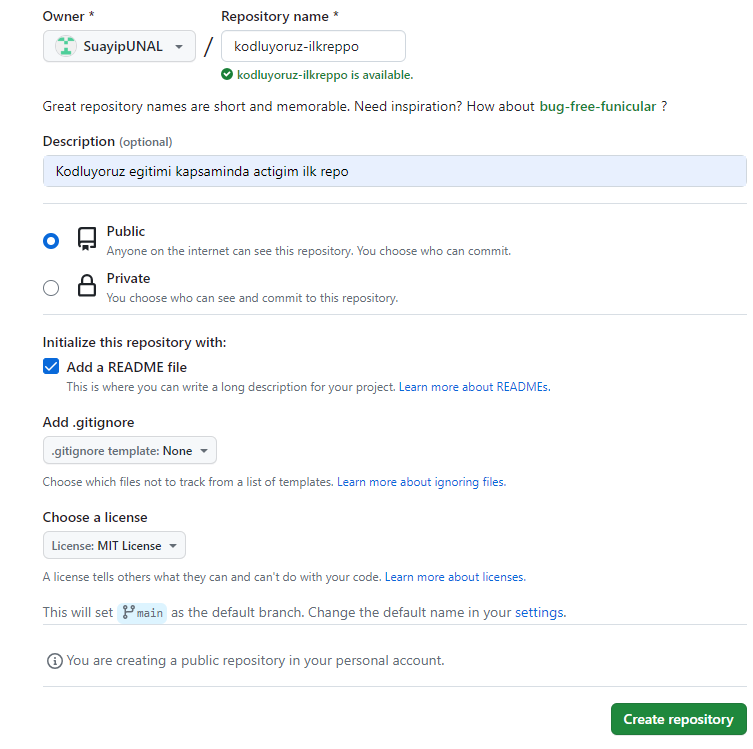 Owner * Repository name *
SuayipUNAL / kodluyoruz-ilkreppo
kodluyoruz-ilkreppo is available.
Great repository names are short and memorable. Need inspiration? How about bug-free-funicular ?
Description (optional)
Kodluyoruz egitimi kapsaminda actigim ilk repo
Public
Anyone on the internet can see this repository. You choose who can commit.
Private
You choose who can see and commit to this repository.
Initialize this repository with:
Add a README file
This is where you can write a long description for your project. Learn more about READMEs.
Add .gitignore
.gitignore template: None
Choose which files not to track from a list of templates. Learn more about ignoring files.
Choose a license
License: MIT License
A license tells others what they can and can't do with your code. Learn more about licenses.
This will set main as the default branch. Change the default name in your settings.
You are creating a public repository in your personal account.
Create repository